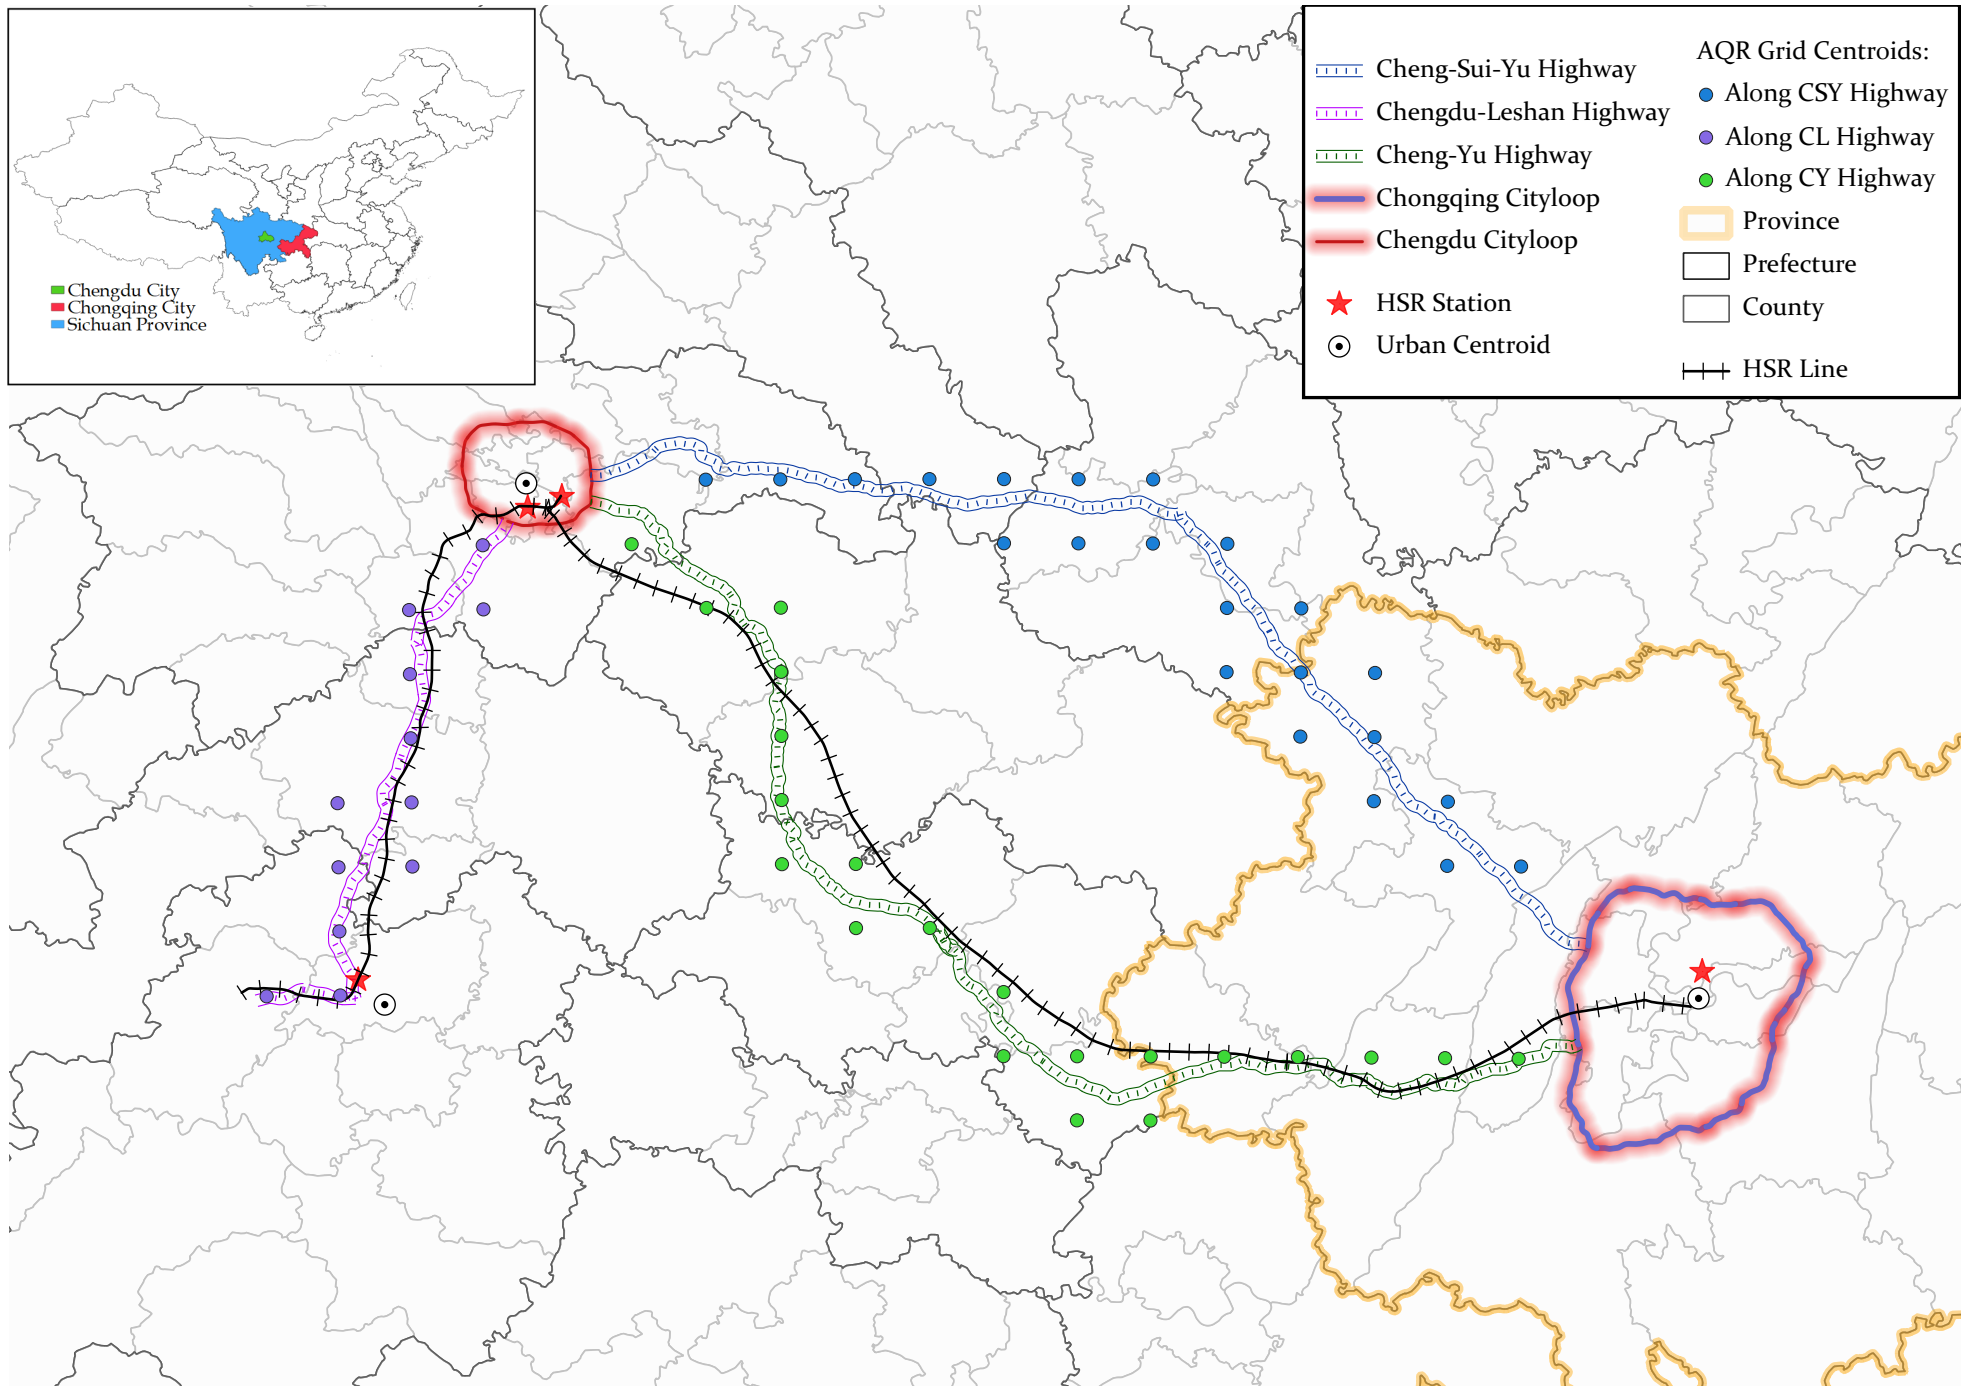 Chengdu City
Chongqing City
Sichuan Province
Cheng-Sui-Yu Highway
Chengdu-Leshan Highway
Cheng-Yu Highway
Chongqing Cityloop
Chengdu Cityloop
HSR Station
Urban Centroid
AQR Grid Centroids:
Along CSY Highway
Along CL Highway
Along CY Highway
Province
Prefecture
County
HSR Line